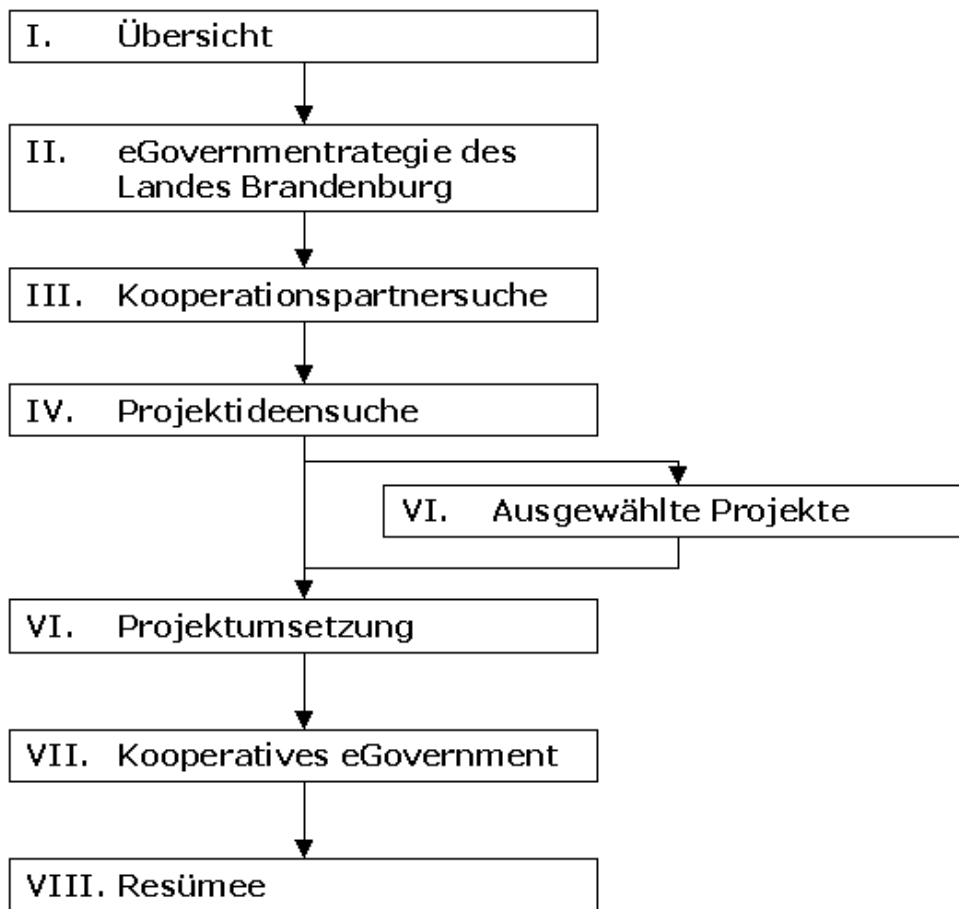 I. Übersicht
II. eGovernmentrategie des
Landes Brandenburg
III. Kooperationspartnersuche
IV. Projektideensuche
VI. Ausgewählte Projekte
VI. Projektumsetzung
VII. Kooperatives eGovernment
VIII. Resümee